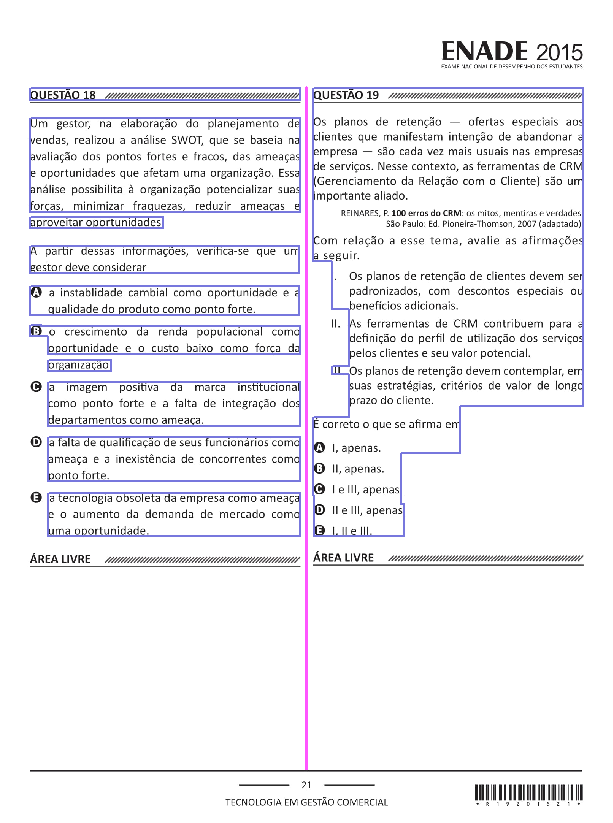 ENADE 2015
EXAME NACIONAL DE DESEMPENHO DOS ESTUDANTES
QUESTÃO 18
Um gestor, na elaboração do planejamento de
vendas, realizou a análise SWOT, que se baseia na
avaliação dos pontos fortes e fracos, das ameaças
e oportunidades que afetam uma organização. Essa
análise possibilita à organização potencializar suas
forças, minimizar fraquezas, reduzir ameaças e
aproveitar oportunidades.
A partir dessas informações, verifica-se que um
gestor deve considerar
A a instablidade cambial como oportunidade e a
qualidade do produto como ponto forte.
B o crescimento da renda populacional como
oportunidade e o custo baixo como força da
organização.
C a imagem positiva da marca institucional
como ponto forte e a falta de integração dos
departamentos como ameaça.
D a falta de qualificação de seus funcionários como
ameaça e a inexistência de concorrentes como
ponto forte.
E a tecnologia obsoleta da empresa como ameaça
e o aumento da demanda de mercado como
uma oportunidade.
ÁREA LIVRE
QUESTÃO 19
Os planos de retenção — ofertas especiais aos
clientes que manifestam intenção de abandonar a
empresa — são cada vez mais usuais nas empresas
de serviços. Nesse contexto, as ferramentas de CRM
(Gerenciamento da Relação com o Cliente) são um
importante aliado.
REINARES, P. 100 erros do CRM: os mitos, mentiras e verdades.
São Paulo: Ed. Pioneira-Thomson, 2007 (adaptado).
Com relação a esse tema, avalie as afirmações
a seguir.
I. Os planos de retenção de clientes devem ser
padronizados, com descontos especiais ou
benefícios adicionais.
II. As ferramentas de CRM contribuem para a
definição do perfil de utilização dos serviços
pelos clientes e seu valor potencial.
III. Os planos de retenção devem contemplar, em
suas estratégias, critérios de valor de longo
prazo do cliente.
É correto o que se afirma em
A I, apenas.
B II, apenas.
C I e III, apenas.
D II e III, apenas.
E I, II e III.
ÁREA LIVRE
21
TECNOLOGIA EM GESTÃO COMERCIAL
*R19201521*